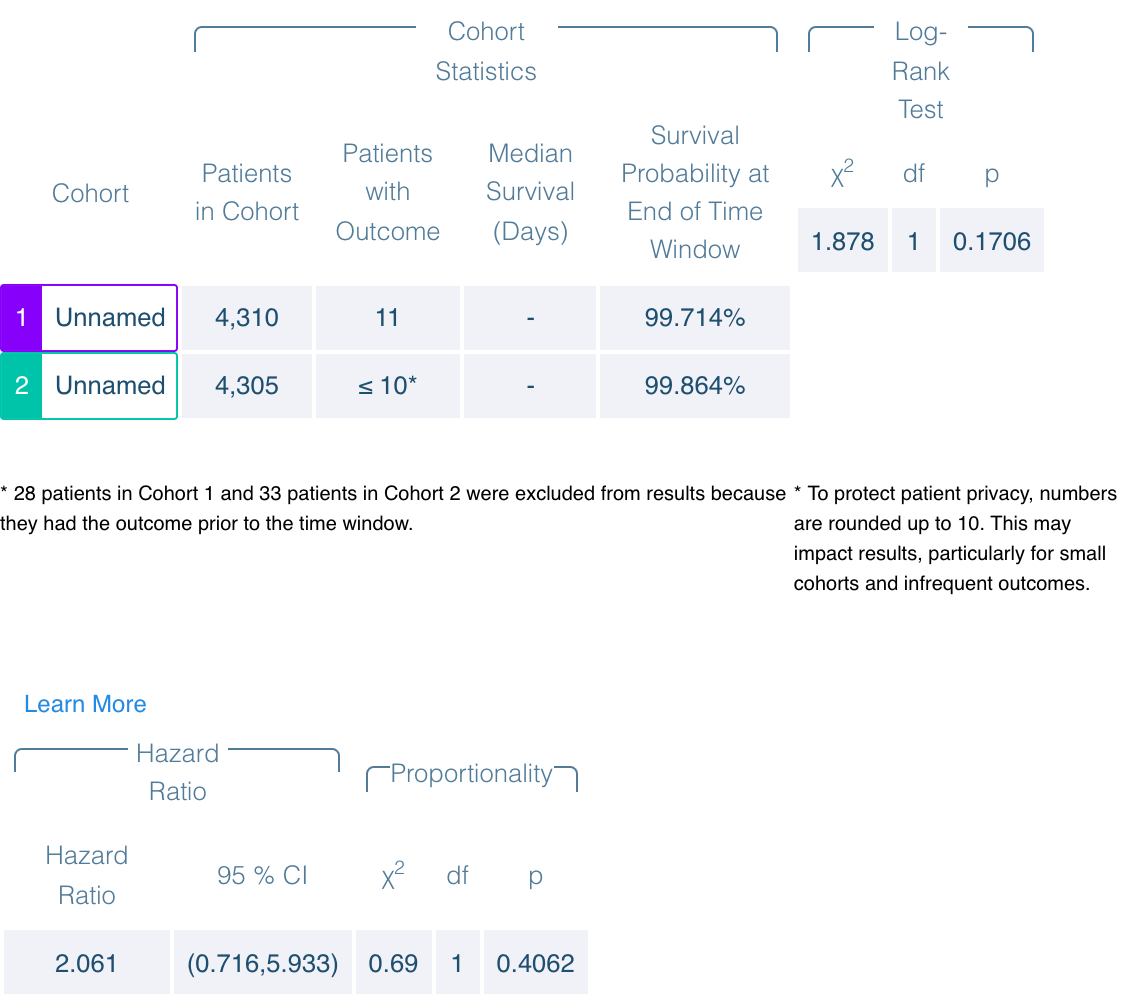 Cohort
Statistics
Log-
Rank
Test
Cohort
Patients
in Cohort
Patients
with
Outcome
Median
Survival
(Days)
Survival
Probability at
End of Time
Window
χ2 df p
1.878 1 0.1706
1 Unnamed 4,310 11 - 99.714%
2 Unnamed 4,305 ≤ 10* - 99.864%
* 28 patients in Cohort 1 and 33 patients in Cohort 2 were excluded from results because
they had the outcome prior to the time window.
* To protect patient privacy, numbers
are rounded up to 10. This may
impact results, particularly for small
cohorts and infrequent outcomes.
Learn More
Hazard
Ratio
Proportionality
Hazard
Ratio
95 % CI χ2 df p
2.061 (0.716,5.933) 0.69 1 0.4062